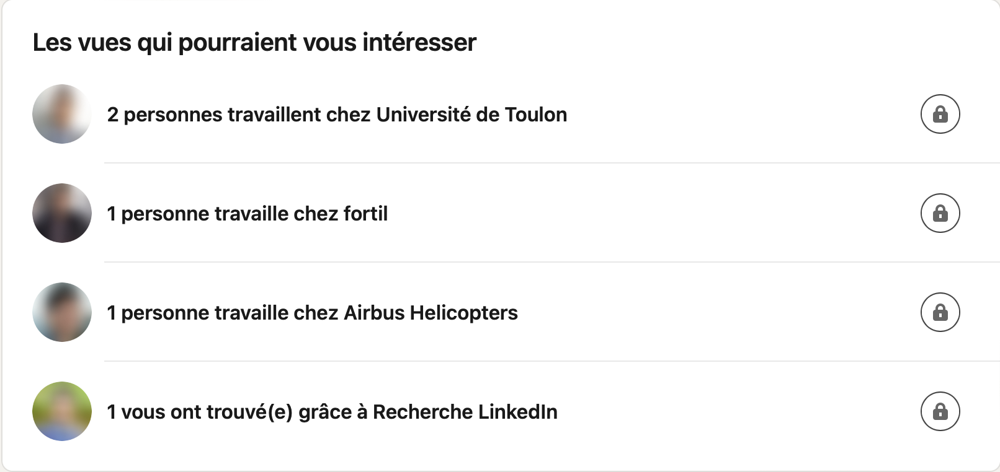 Les vues qui pourraient vous intéresser
2 personnes travaillent chez Université de Toulon
1 personne travaille chez fortil
1 personne travaille chez Airbus Helicopters
1 vous ont trouvé(e) grâce à Recherche LinkedIn